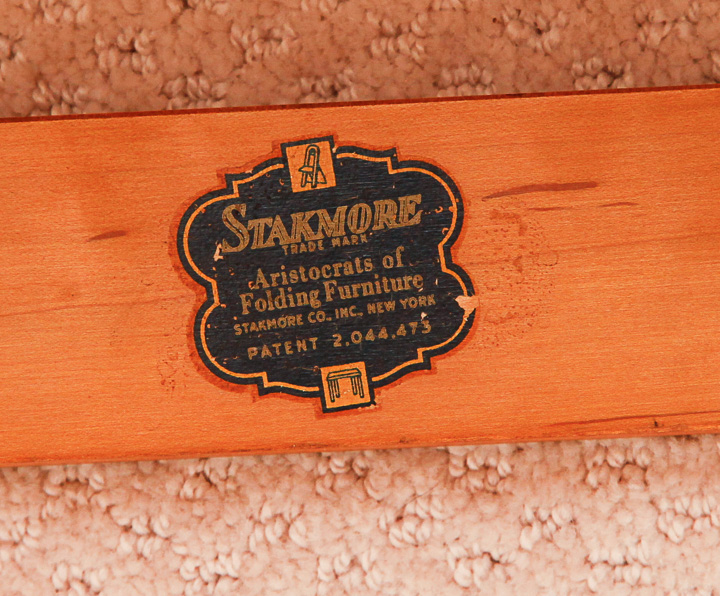 STAKMORE
TRADE MARK
Aristocrats of
Folding Furniture
STAKMORE CO., INC., NEW YORK
PATENT 2,044,473